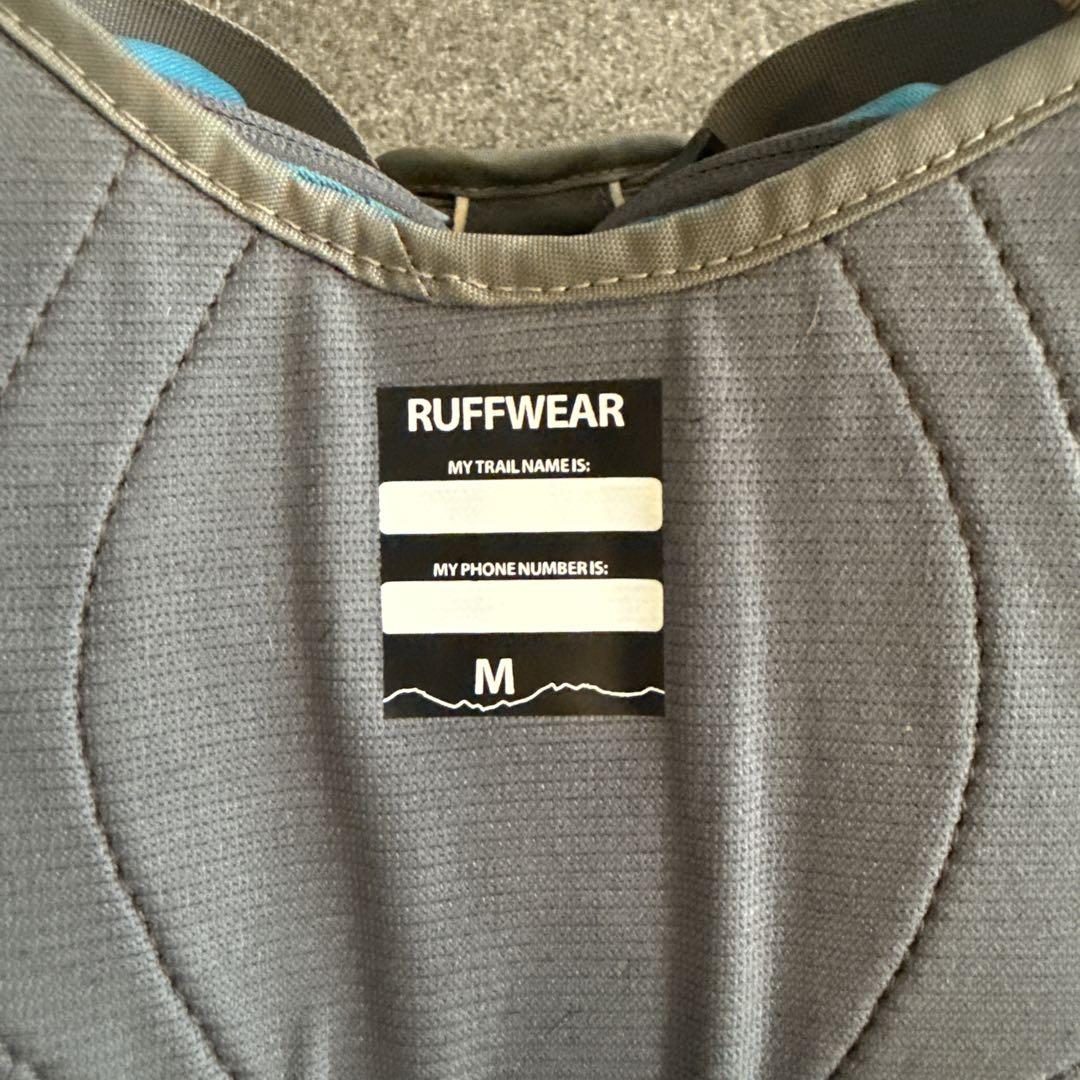 RUFFWEAR
MY TRAIL NAME IS:
MY PHONE NUMBER IS:
M